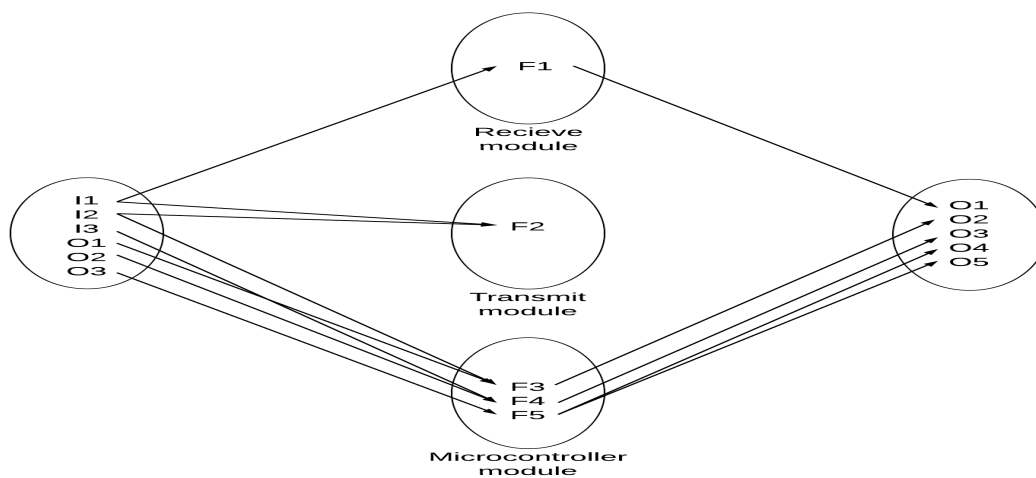 F1
Recieve
module
I1
I2
I3
O1
O2
O3
F2
Transmit
module
F3
F4
F5
Microcontroller
module
O1
O2
O3
O4
O5